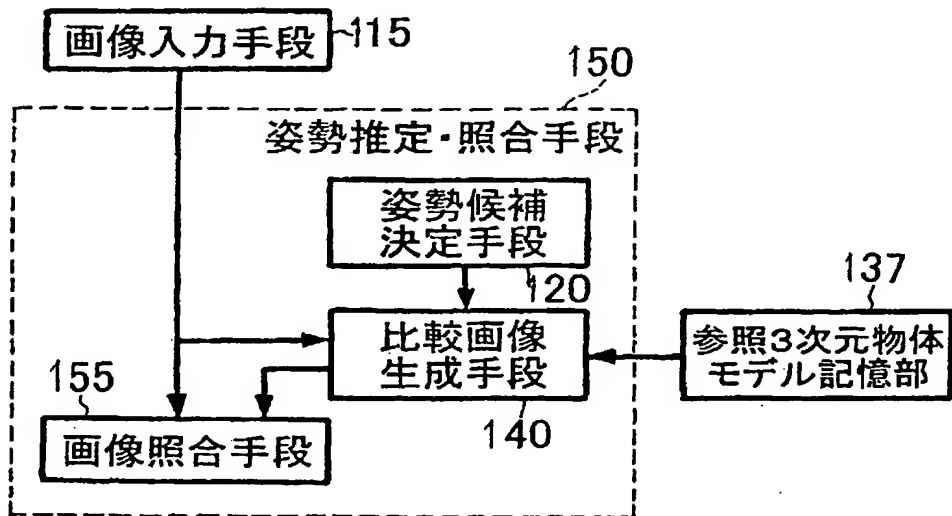 画像入力手段
115
150
姿勢推定・照合手段
姿勢候補
決定手段
120
137
比較画像
生成手段
140
参照3次元物体
モデル記憶部
155
画像照合手段